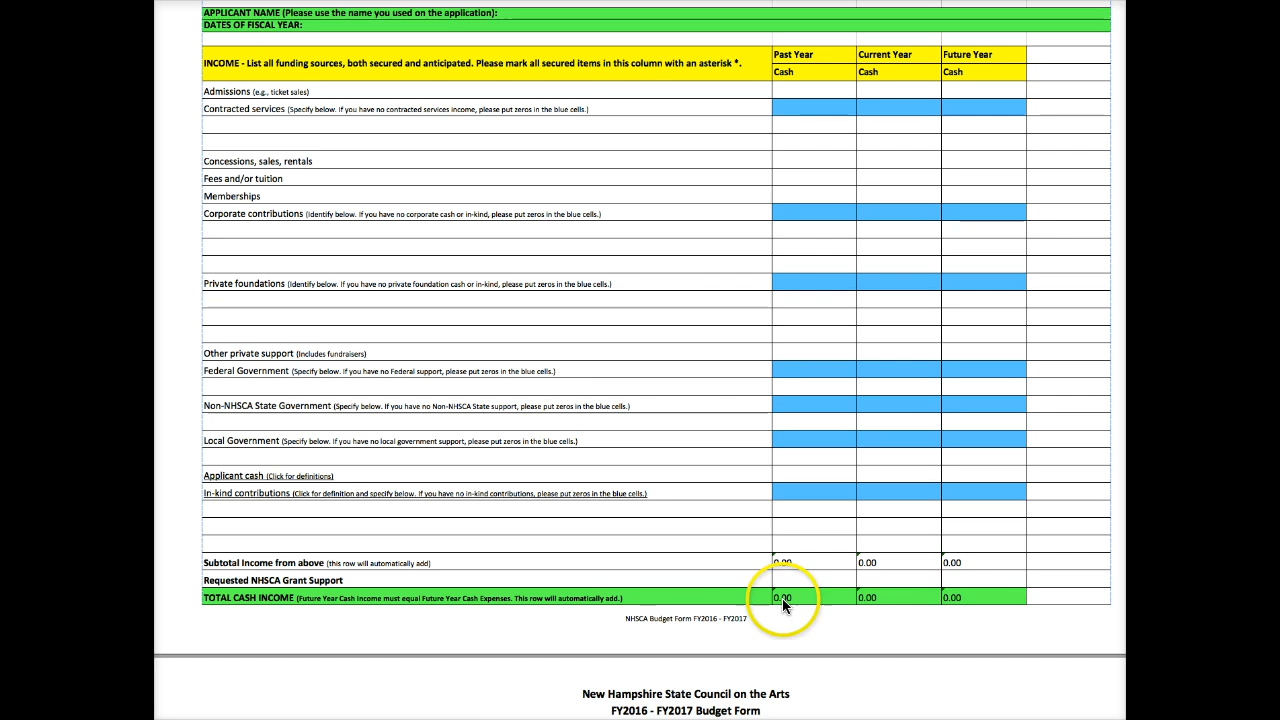 APPLICANT NAME (Please use the name you used on the application):
DATES OF FISCAL YEAR:
INCOME - List all funding sources, both secured and anticipated. Please mark all secured items in this column with an asterisk *.
Past Year Current Year Future Year
Cash Cash Cash
Admissions (e.g., ticket sales)
Contracted services (Specify below. If you have no contracted services income, please put zeros in the blue cells.)
Concessions, sales, rentals
Fees and/or tuition
Memberships
Corporate contributions (Identify below. If you have no corporate cash or in-kind, please put zeros in the blue cells.)
Private foundations (Identify below. If you have no private foundation cash or in-kind, please put zeros in the blue cells.)
Other private support (Includes fundraisers)
Federal Government (Specify below. If you have no Federal support, please put zeros in the blue cells.)
Non-NHSCA State Government (Specify below. If you have no Non-NHSCA State support, please put zeros in the blue cells.)
Local Government (Specify below. If you have no local government support, please put zeros in the blue cells.)
Applicant cash (Click for definitions)
In-kind contributions (Click for definition and specify below. If you have no in-kind contributions, please put zeros in the blue cells.)
Subtotal Income from above (this row will automatically add) 0.00 0.00 0.00
Requested NHSCA Grant Support
TOTAL CASH INCOME (Future Year Cash Income must equal Future Year Cash Expenses. This row will automatically add.) 0.00 0.00 0.00
NHSCA Budget Form FY2016 - FY2017
New Hampshire State Council on the Arts
FY2016 - FY2017 Budget Form